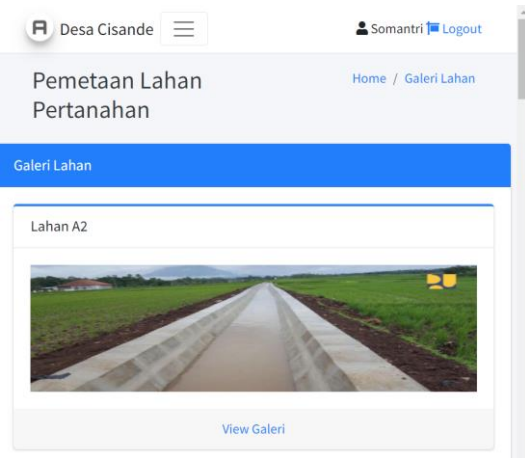 A Desa Cisande
Somantri Logout
Pemetaan Lahan
Pertanahan
Home / Galeri Lahan
Galeri Lahan
Lahan A2
View Galeri